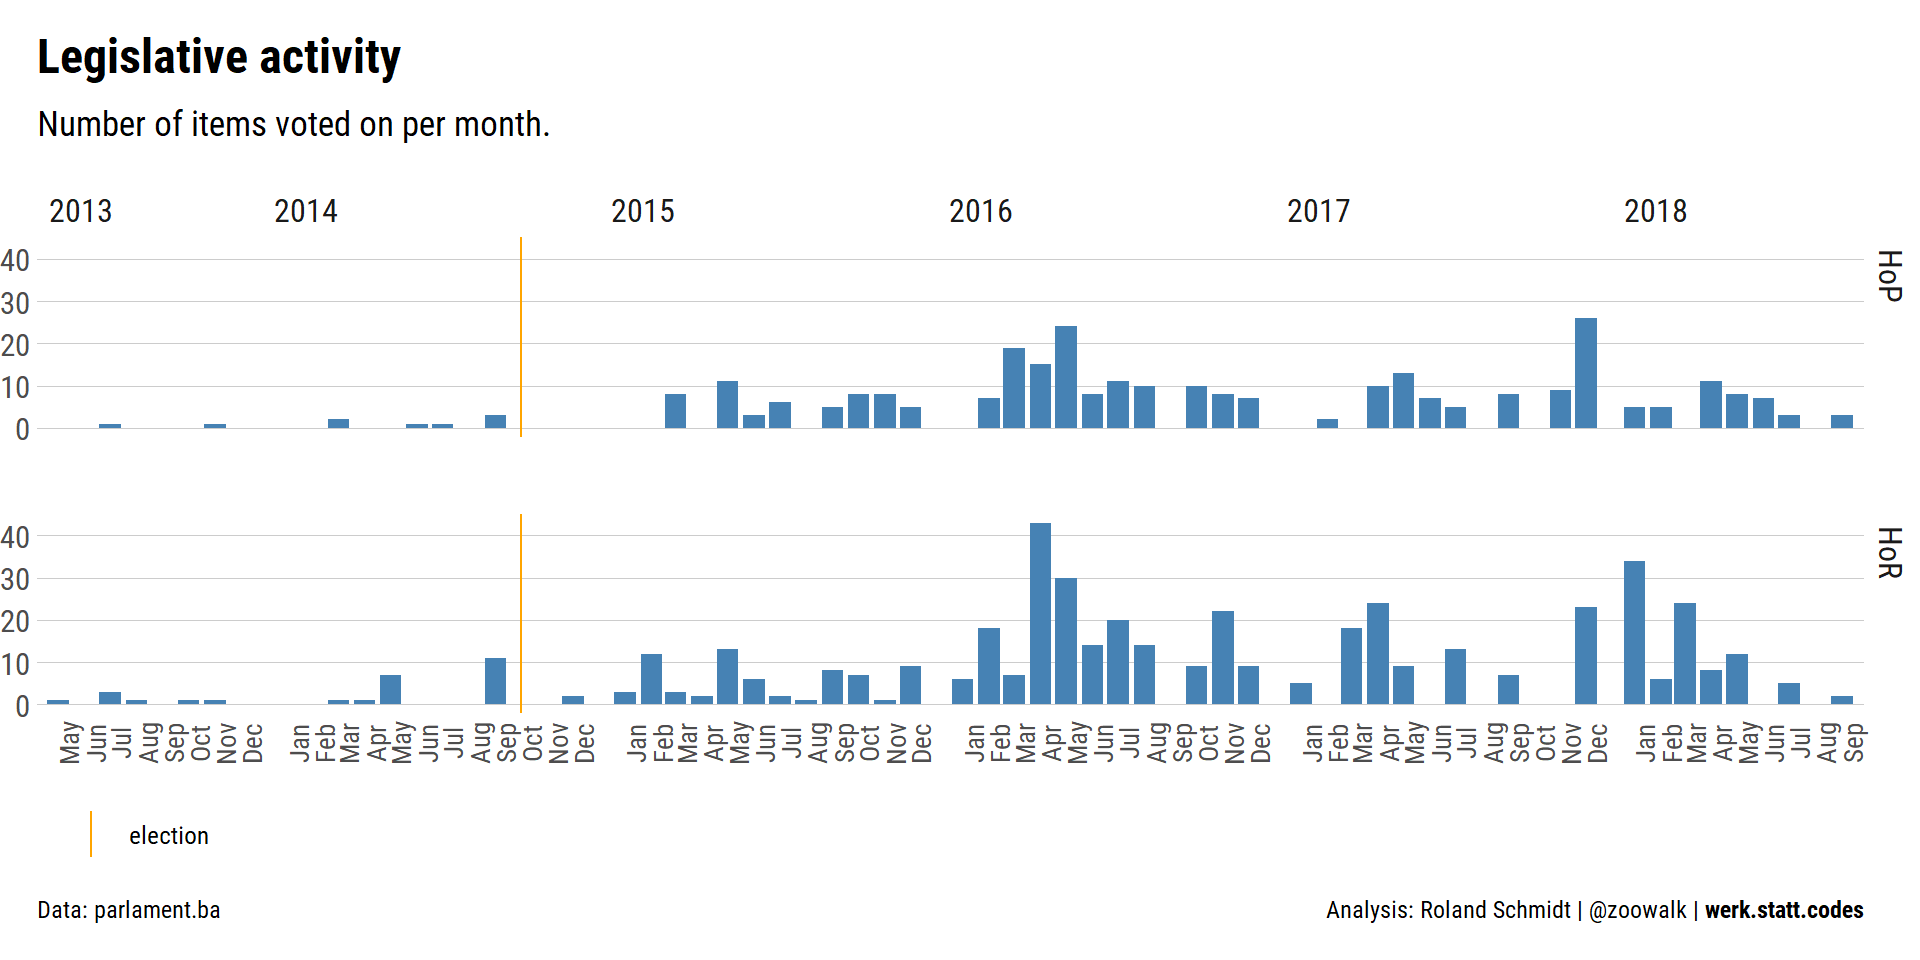 Legislative activity
Number of items voted on per month.
2013 2014 2015 2016 2017 2018
40
30
20
10
0
HoP
40
30
20
10
0
HoR
May Jun Jul Aug Sep Oct Nov Dec Jan Feb Mar Apr May Jun Jul Aug Sep Oct Nov Dec Jan Feb Mar Apr May Jun Jul Aug Sep Oct Nov Dec Jan Feb Mar Apr May Jun Jul Aug Sep Oct Nov Dec Jan Feb Mar Apr May Jun Jul Aug Sep Oct Nov Dec Jan Feb Mar Apr May Jun Jul Aug Sep
election
Data: parlament.ba
Analysis: Roland Schmidt | @zoowalk | werk.statt.codes